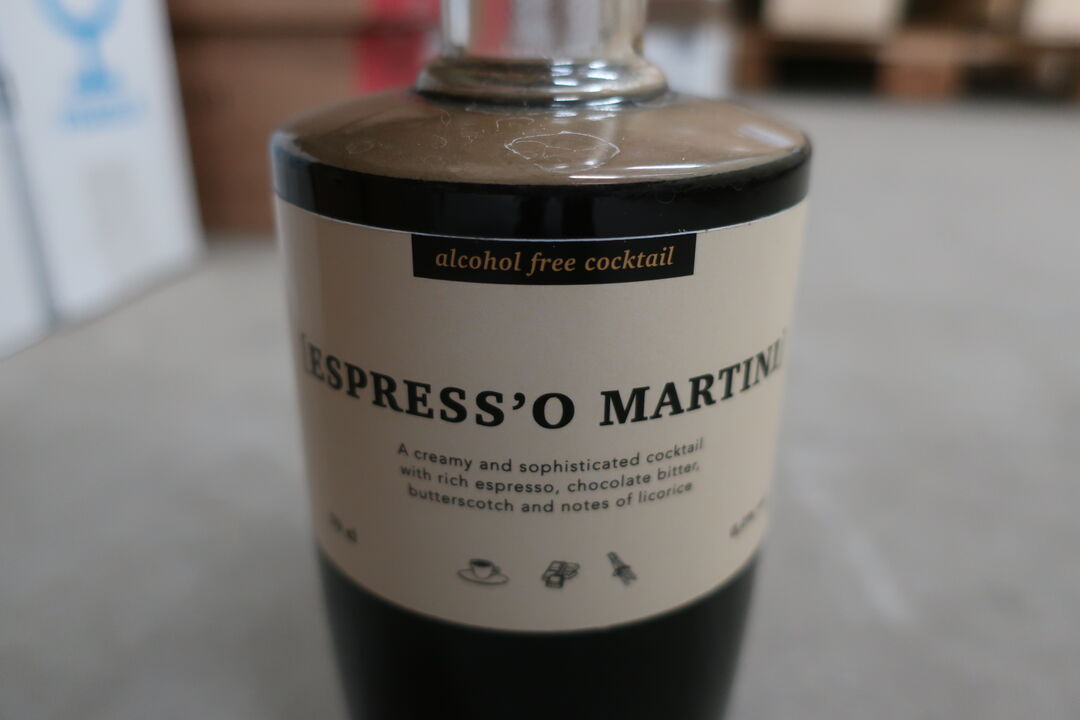 alcohol free cocktail
[ESPRESS’O MARTINI]
A creamy and sophisticated cocktail
with rich espresso, chocolate bitter,
butterscotch and notes of licorice